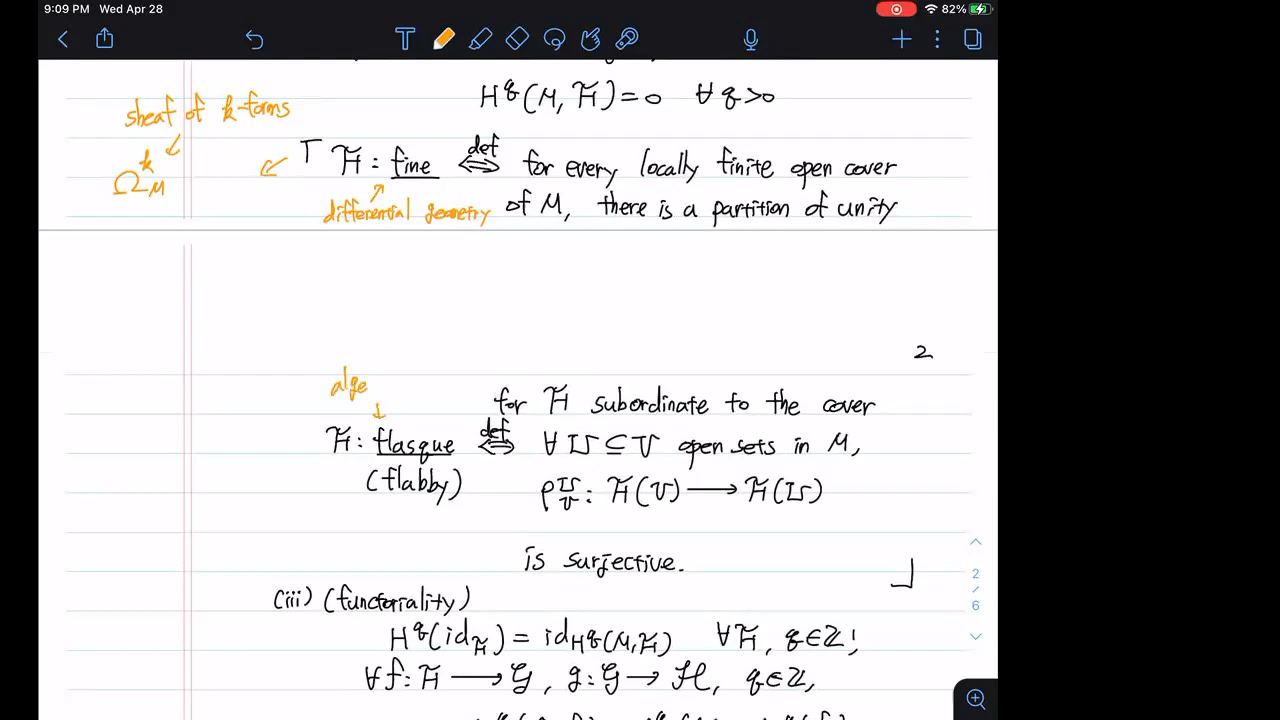 9:09 PM Wed Apr 28
82%
H^q(M, ℱ) = 0 ∀ q > 0
sheaf of k-forms
Ω^k_M
ℱ : fine ⇔ def for every locally finite open cover
differential geometry
of M, there is a partition of unity
2
alge
for ℱ subordinate to the cover
ℱ : flasque ⇔ def ∀ U ⊆ V open sets in M,
(flabby) ρ^U_V : ℱ(V) ⟶ ℱ(U)
is surjective.
(iii) (functoriality)
H^q(id_ℱ) = id_H^q(M, ℱ) ∀ ℱ, q ∈ ℤ;
∀ f : ℱ ⟶ 𝒢, g : 𝒢 → ℋ, q ∈ ℤ,
2
/
6